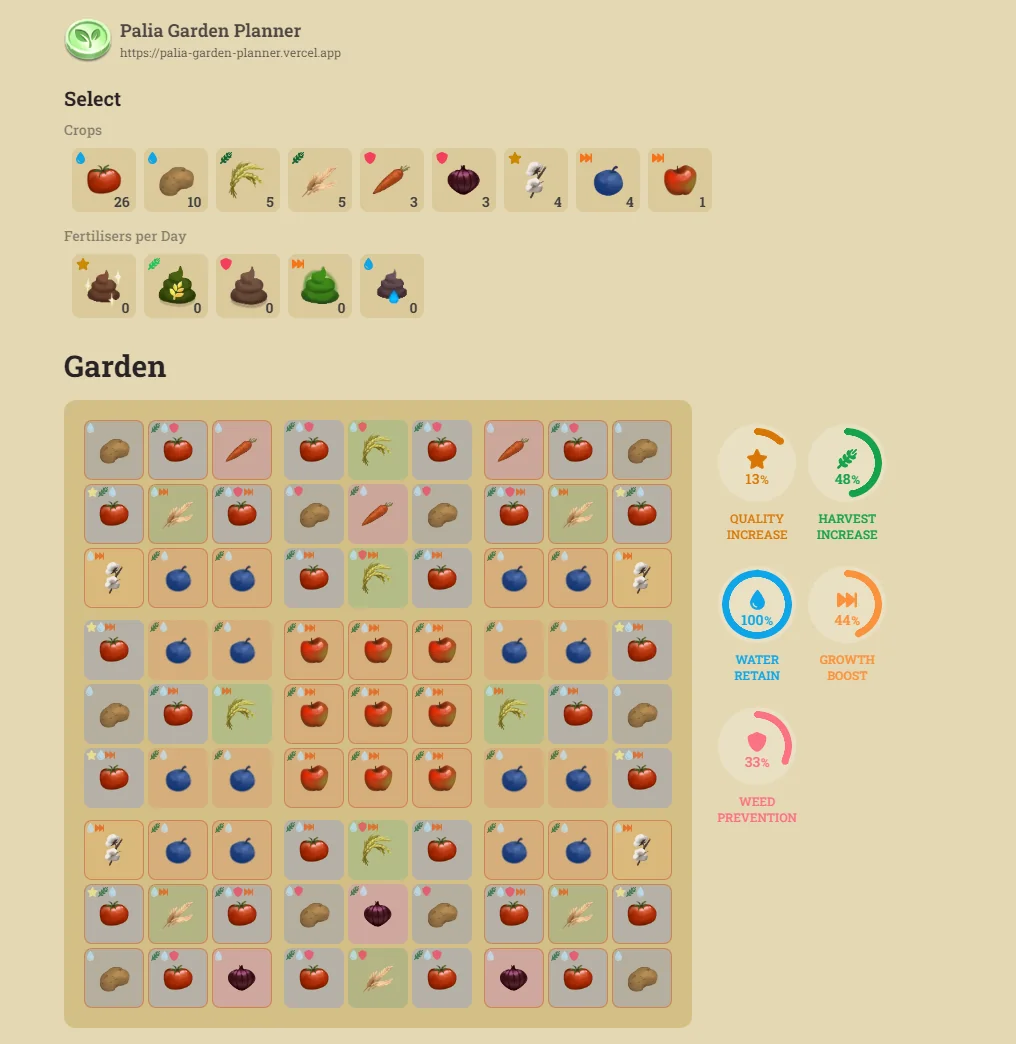 Palia Garden Planner
https://palia-garden-planner.vercel.app
Select
Crops
26 10 5 5 3 3 4 4 1
Fertilisers per Day
0 0 0 0 0
Garden
13% 48%
QUALITY INCREASE HARVEST INCREASE
100% 44%
WATER RETAIN GROWTH BOOST
33%
WEED PREVENTION